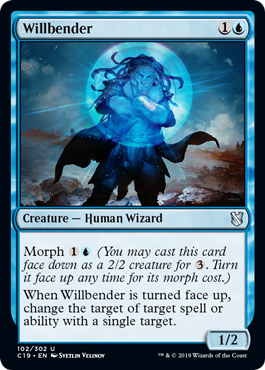 Willbender 1
Creature — Human Wizard
Morph 1 (You may cast this
card face down as a 2/2 creature for 3. Turn
it face up any time for its morph cost.)
When Willbender is turned face up,
change the target of target spell or
ability with a single target.
1/2
102/302 U
C19 • EN Svetlin Velinov
™ & © 2019 Wizards of the Coast